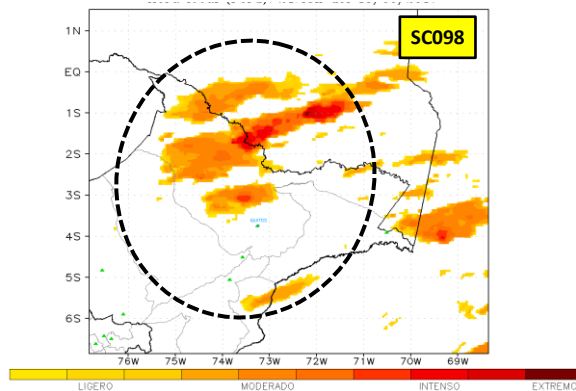 SC098
1N
EQ
1S
2S
3S
4S
5S
6S
76W 75W 74W 73W 72W 71W 70W 69W
LIGERO MODERADO INTENSO EXTREMO